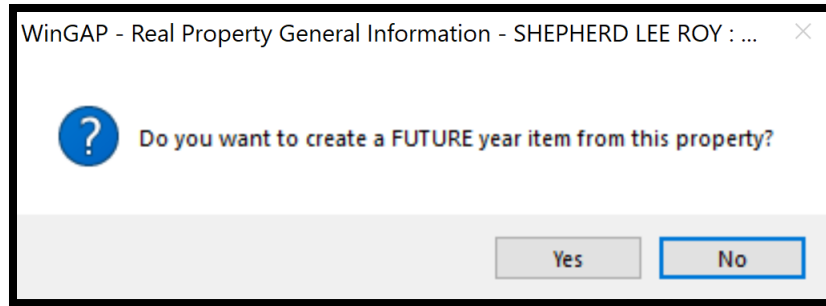 WinGAP - Real Property General Information - SHEPHERD LEE ROY : ...
Do you want to create a FUTURE year item from this property?
Yes No